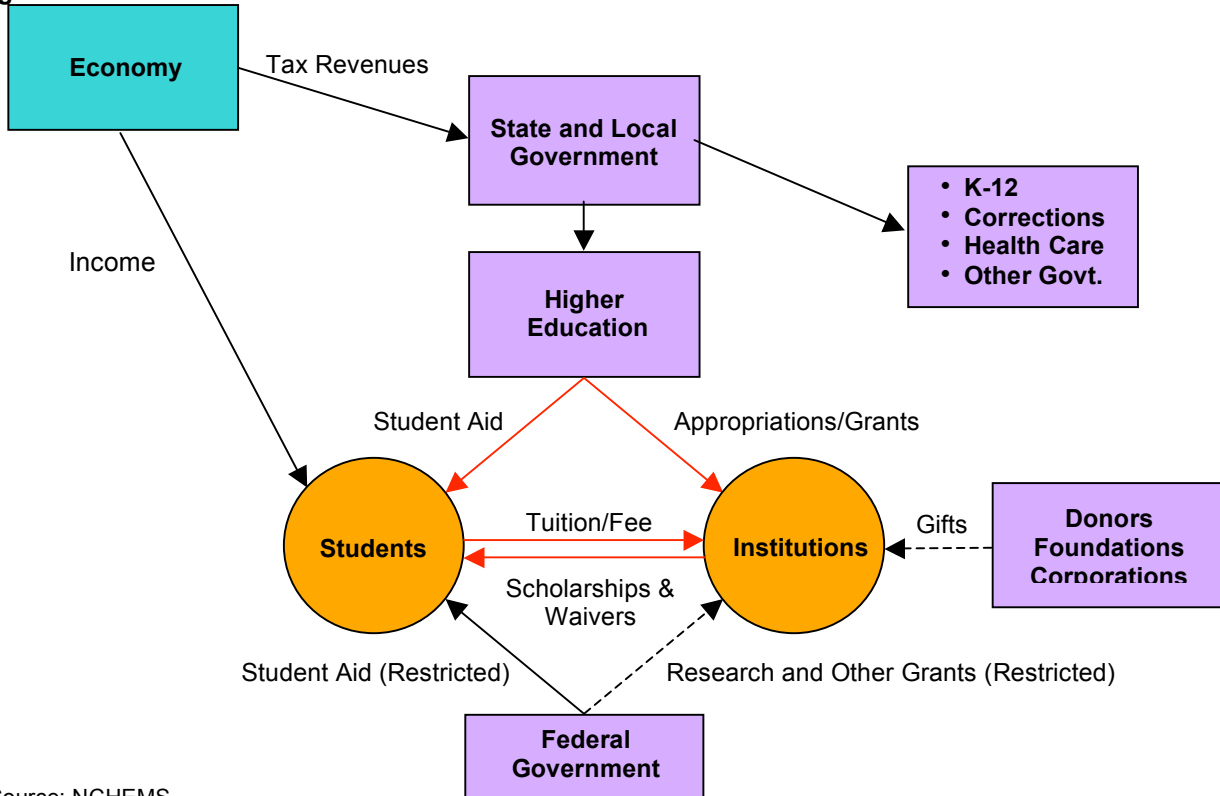 Economy
Tax Revenues
State and Local
Government
• K-12
• Corrections
• Health Care
• Other Govt.
Income
Higher
Education
Student Aid
Appropriations/Grants
Students
Tuition/Fee
Institutions
Gifts
Donors
Foundations
Corporations
Scholarships &
Waivers
Student Aid (Restricted)
Research and Other Grants (Restricted)
Federal
Government
Source: NCHEMS